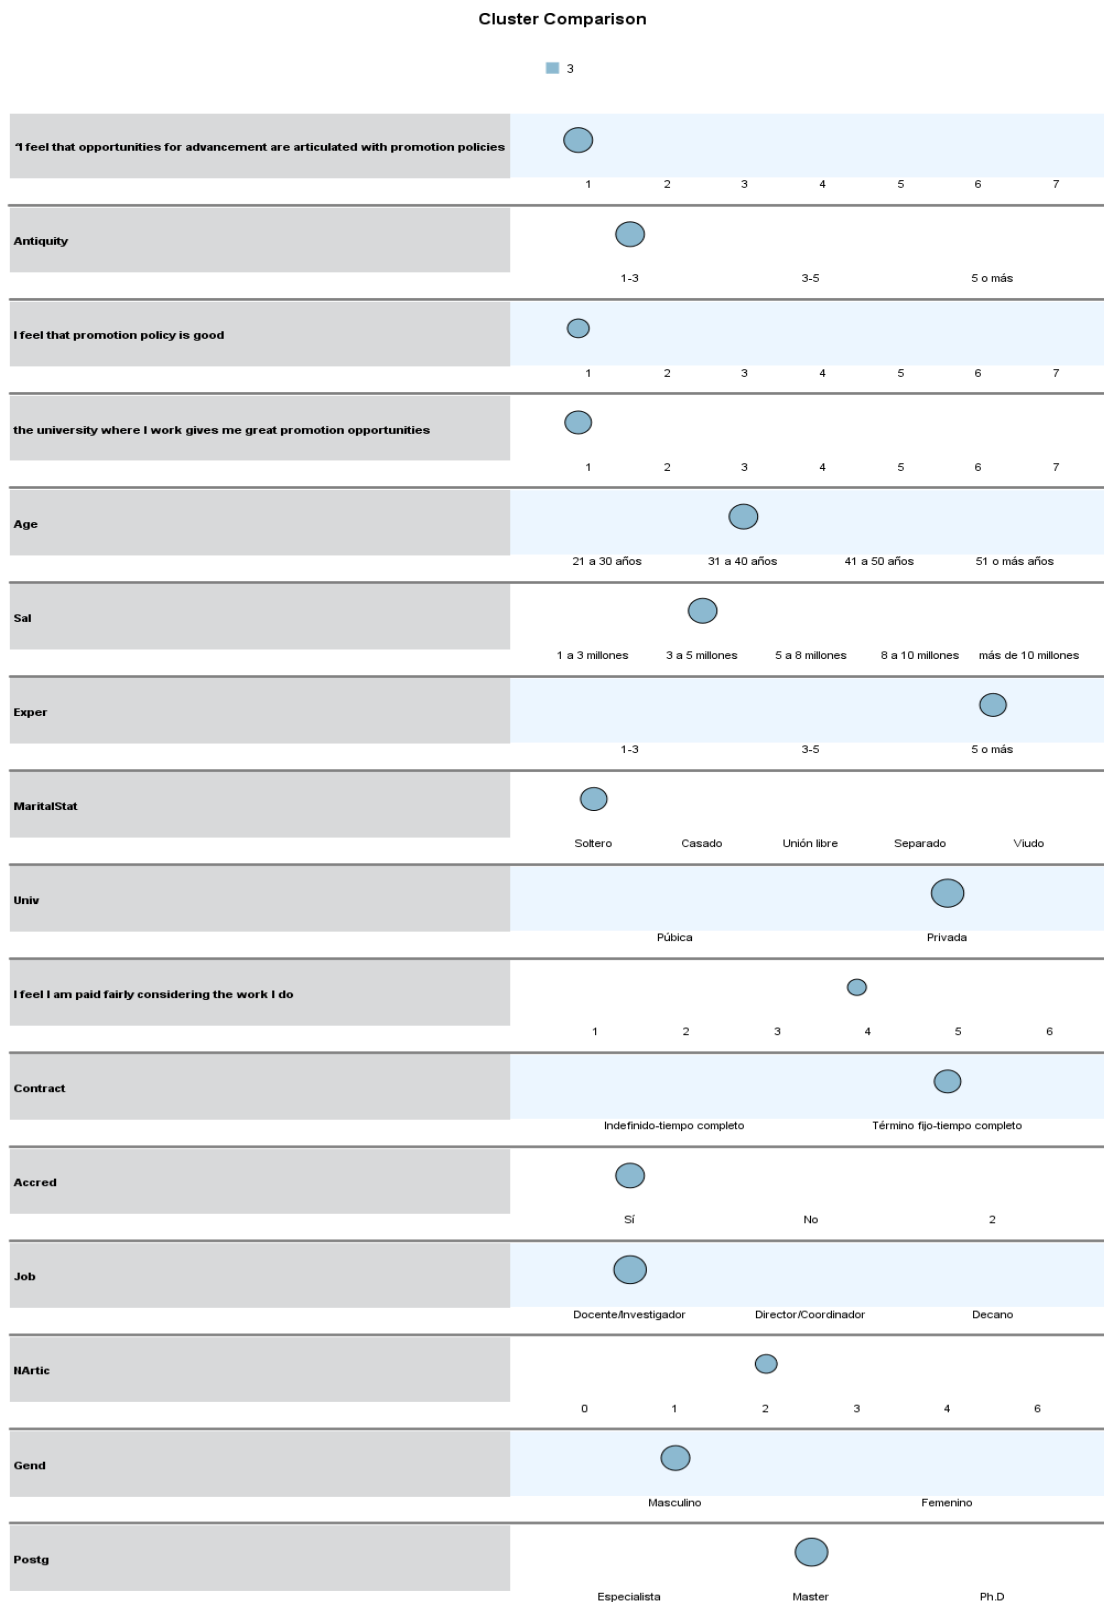 Cluster Comparison
3
"I feel that opportunities for advancement are articulated with promotion policies
1 2 3 4 5 6 7
Antiquity
1-3 3-5 5 o más
I feel that promotion policy is good
1 2 3 4 5 6 7
the university where I work gives me great promotion opportunities
1 2 3 4 5 6 7
Age
21 a 30 años 31 a 40 años 41 a 50 años 51 o más años
Sal
1 a 3 millones 3 a 5 millones 5 a 8 millones 8 a 10 millones más de 10 millones
Exper
1-3 3-5 5 o más
MaritalStat
Soltero Casado Unión libre Separado Viudo
Univ
Púbica Privada
I feel I am paid fairly considering the work I do
1 2 3 4 5 6
Contract
Indefinido-tiempo completo Término fijo-tiempo completo
Accred
Sí No 2
Job
Docente/Investigador Director/Coordinador Decano
NArtic
0 1 2 3 4 6
Gend
Masculino Femenino
Postg
Especialista Master Ph.D